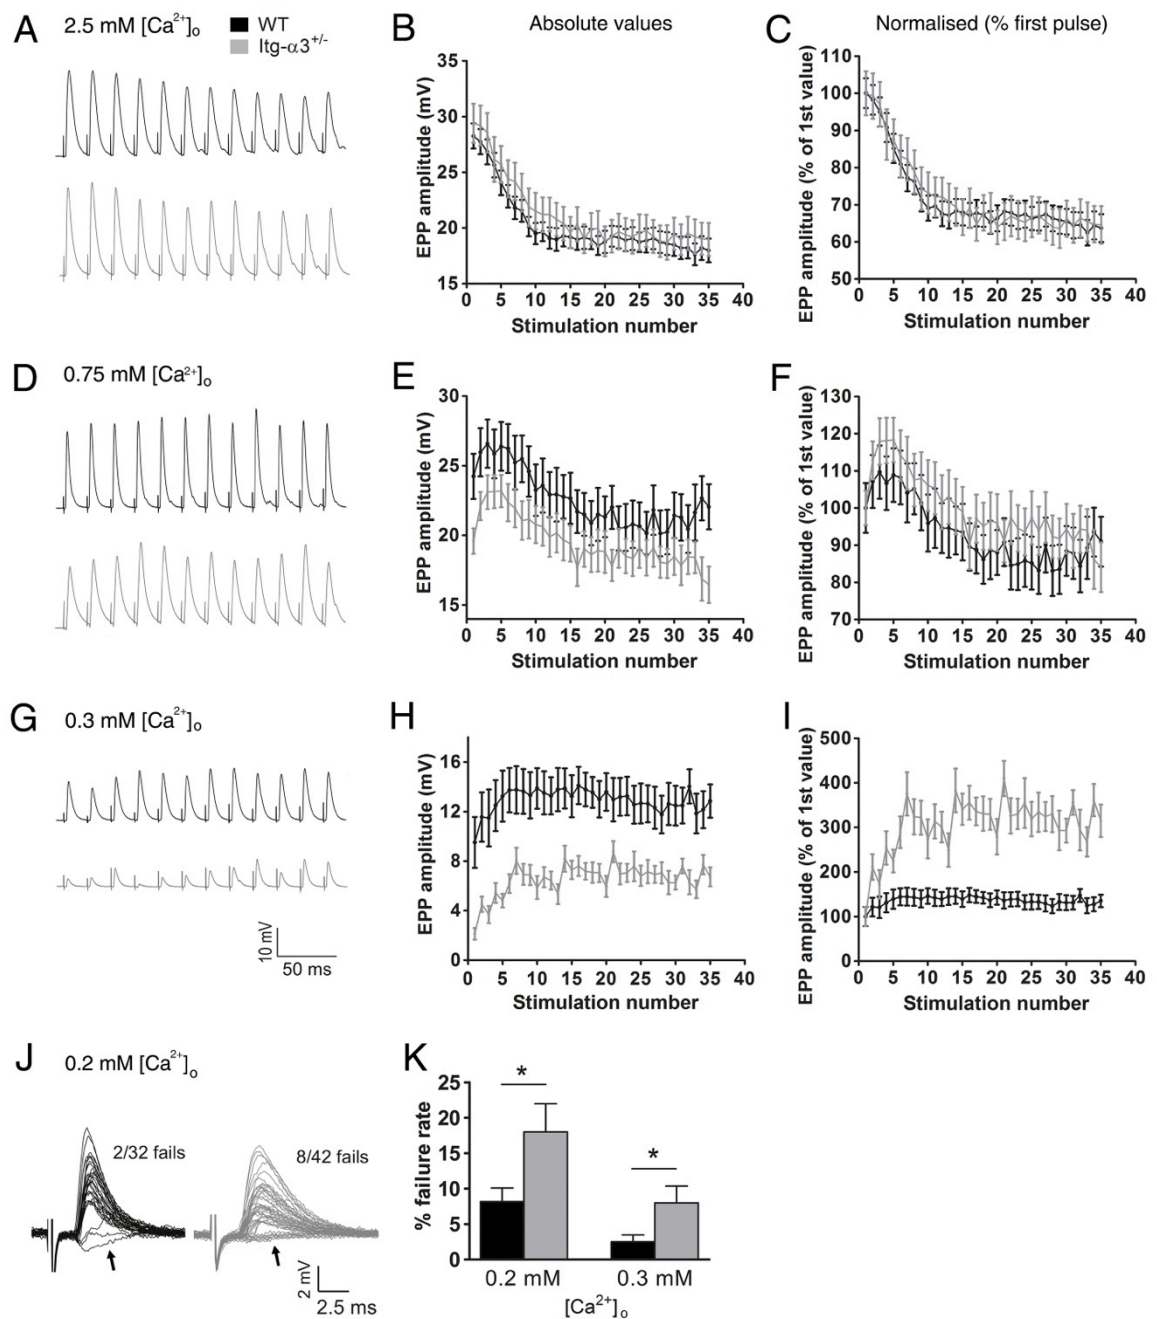 A
2.5 mM [Ca²⁺]ₒ
WT
Itg-α3⁺/⁻
B
Absolute values
EPP amplitude (mV)
35
30
25
20
15
0 5 10 15 20 25 30 35 40
Stimulation number
C
Normalised (% first pulse)
EPP amplitude (% of 1st value)
110
100
90
80
70
60
50
0 5 10 15 20 25 30 35 40
Stimulation number
D
0.75 mM [Ca²⁺]ₒ
E
EPP amplitude (mV)
30
25
20
15
0 5 10 15 20 25 30 35 40
Stimulation number
F
EPP amplitude (% of 1st value)
130
120
110
100
90
80
70
0 5 10 15 20 25 30 35 40
Stimulation number
G
0.3 mM [Ca²⁺]ₒ
10 mV
50 ms
H
EPP amplitude (mV)
16
12
8
4
0
0 5 10 15 20 25 30 35 40
Stimulation number
I
EPP amplitude (% of 1st value)
500
400
300
200
100
0
0 5 10 15 20 25 30 35 40
Stimulation number
J
0.2 mM [Ca²⁺]ₒ
2/32 fails
8/42 fails
2 mV
2.5 ms
K
% failure rate
25
20
15
10
5
0
*
*
0.2 mM 0.3 mM
[Ca²⁺]ₒ